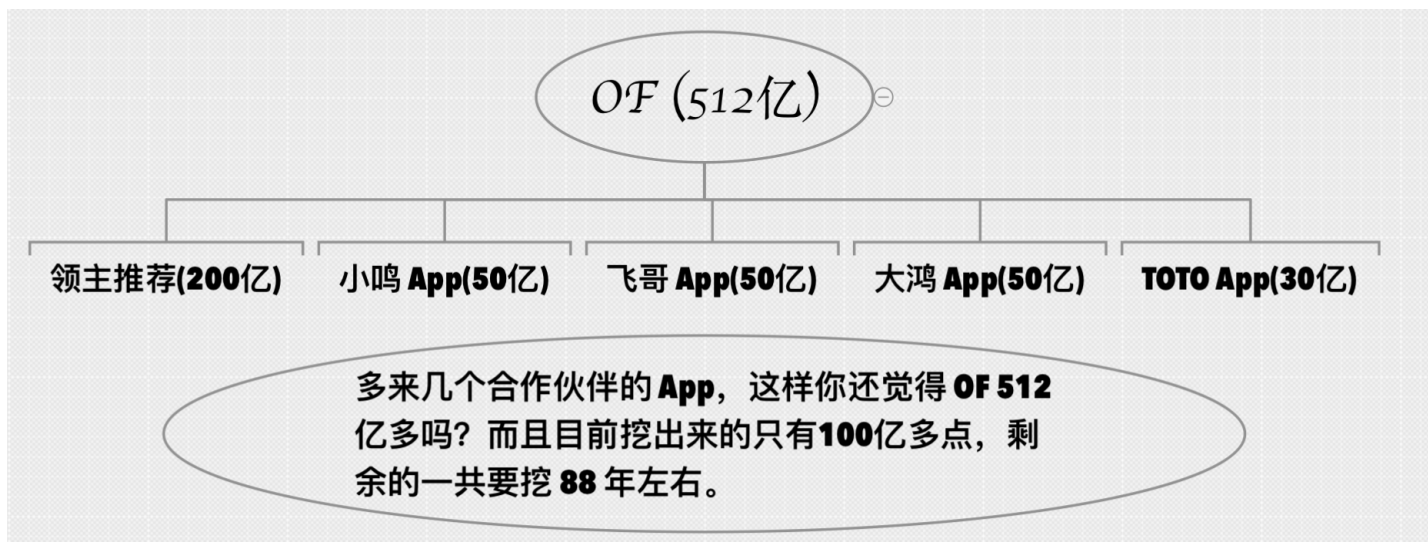 OF (512亿)
领主推荐(200亿) 小鸣 App(50亿) 飞哥 App(50亿) 大鸿 App(50亿) TOTO App(30亿)
多来几个合作伙伴的 App，这样你还觉得 OF 512
亿多吗？而且目前挖出来的只有100亿多点，剩
余的一共要挖 88 年左右。